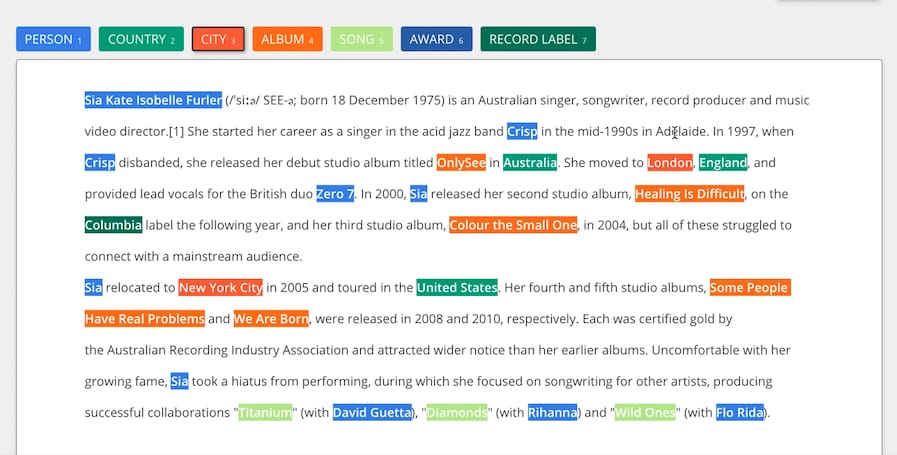 PERSON 1 COUNTRY 2 CITY 3 ALBUM 4 SONG 5 AWARD 6 RECORD LABEL 7
Sia Kate Isobelle Furler (/ˈsiːə/ SEE-ə; born 18 December 1975) is an Australian singer, songwriter, record producer and music
video director.[1] She started her career as a singer in the acid jazz band Crisp in the mid-1990s in Adelaide. In 1997, when
Crisp disbanded, she released her debut studio album titled OnlySee in Australia. She moved to London, England, and
provided lead vocals for the British duo Zero 7. In 2000, Sia released her second studio album, Healing Is Difficult, on the
Columbia label the following year, and her third studio album, Colour the Small One, in 2004, but all of these struggled to
connect with a mainstream audience.
Sia relocated to New York City in 2005 and toured in the United States. Her fourth and fifth studio albums, Some People
Have Real Problems and We Are Born, were released in 2008 and 2010, respectively. Each was certified gold by
the Australian Recording Industry Association and attracted wider notice than her earlier albums. Uncomfortable with her
growing fame, Sia took a hiatus from performing, during which she focused on songwriting for other artists, producing
successful collaborations "Titanium" (with David Guetta), "Diamonds" (with Rihanna) and "Wild Ones" (with Flo Rida).